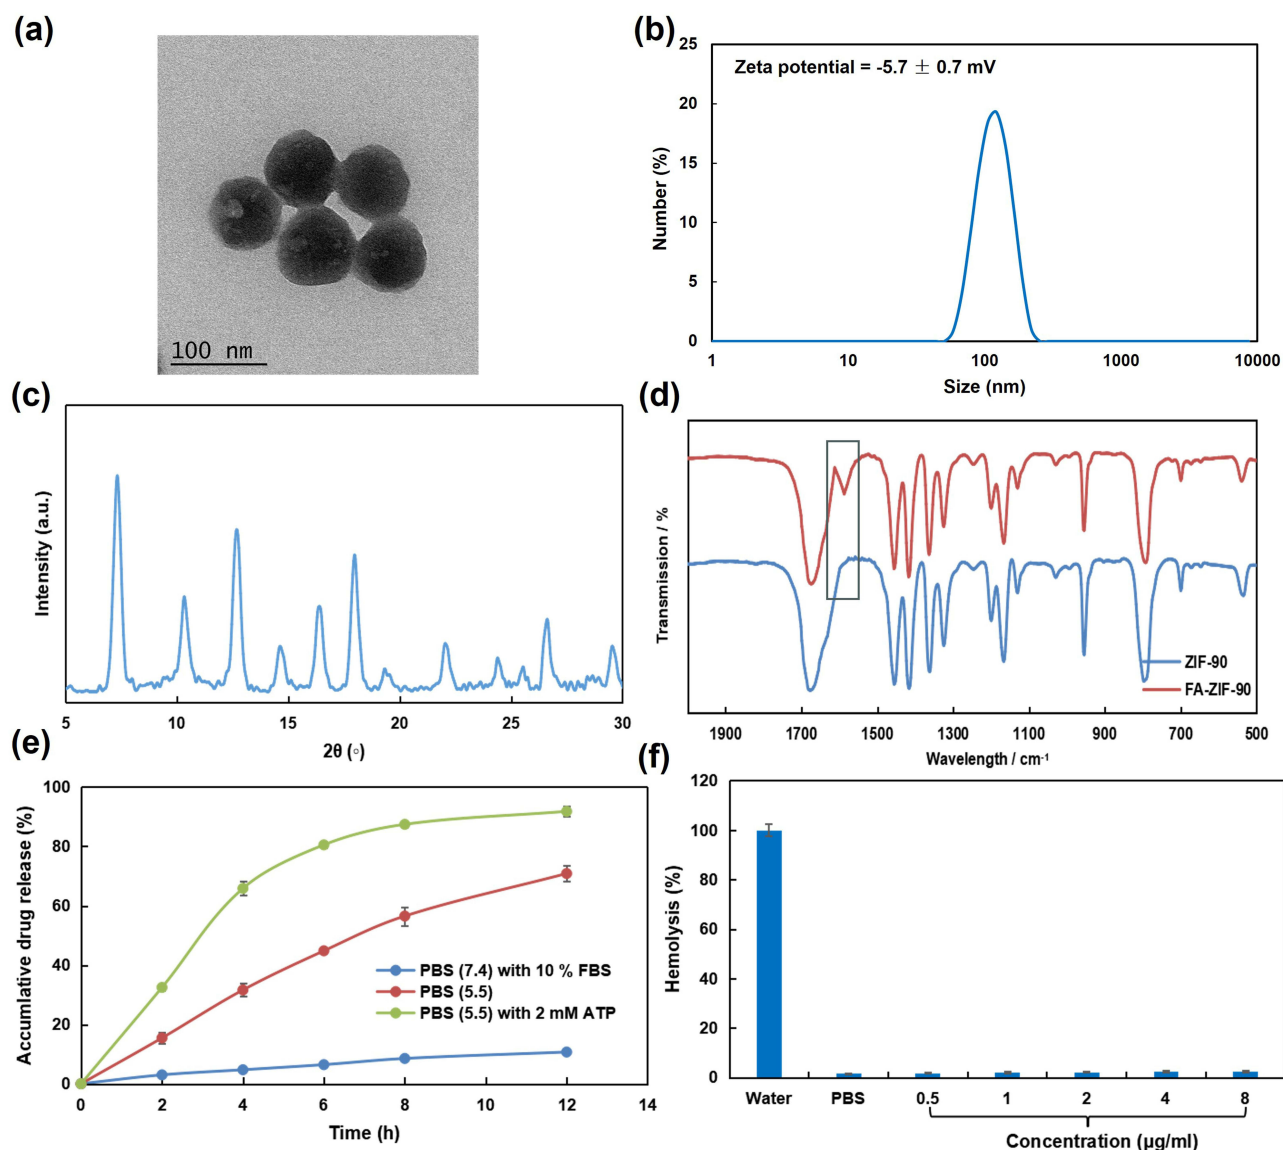 (a)
100 nm
(b)
Zeta potential = -5.7 ± 0.7 mV
Number (%)
25
20
15
10
5
0
1 10 100 1000 10000
Size (nm)
(c)
Intensity (a.u.)
5 10 15 20 25 30
2θ (◦)
(d)
Transmission / %
ZIF-90
FA-ZIF-90
1900 1700 1500 1300 1100 900 700 500
Wavelength / cm⁻¹
(e)
Accumlative drug release (%)
100
80
60
40
20
0
PBS (7.4) with 10 % FBS
PBS (5.5)
PBS (5.5) with 2 mM ATP
0 2 4 6 8 10 12 14
Time (h)
(f)
Hemolysis (%)
120
100
80
60
40
20
0
Water PBS 0.5 1 2 4 8
Concentration (µg/ml)